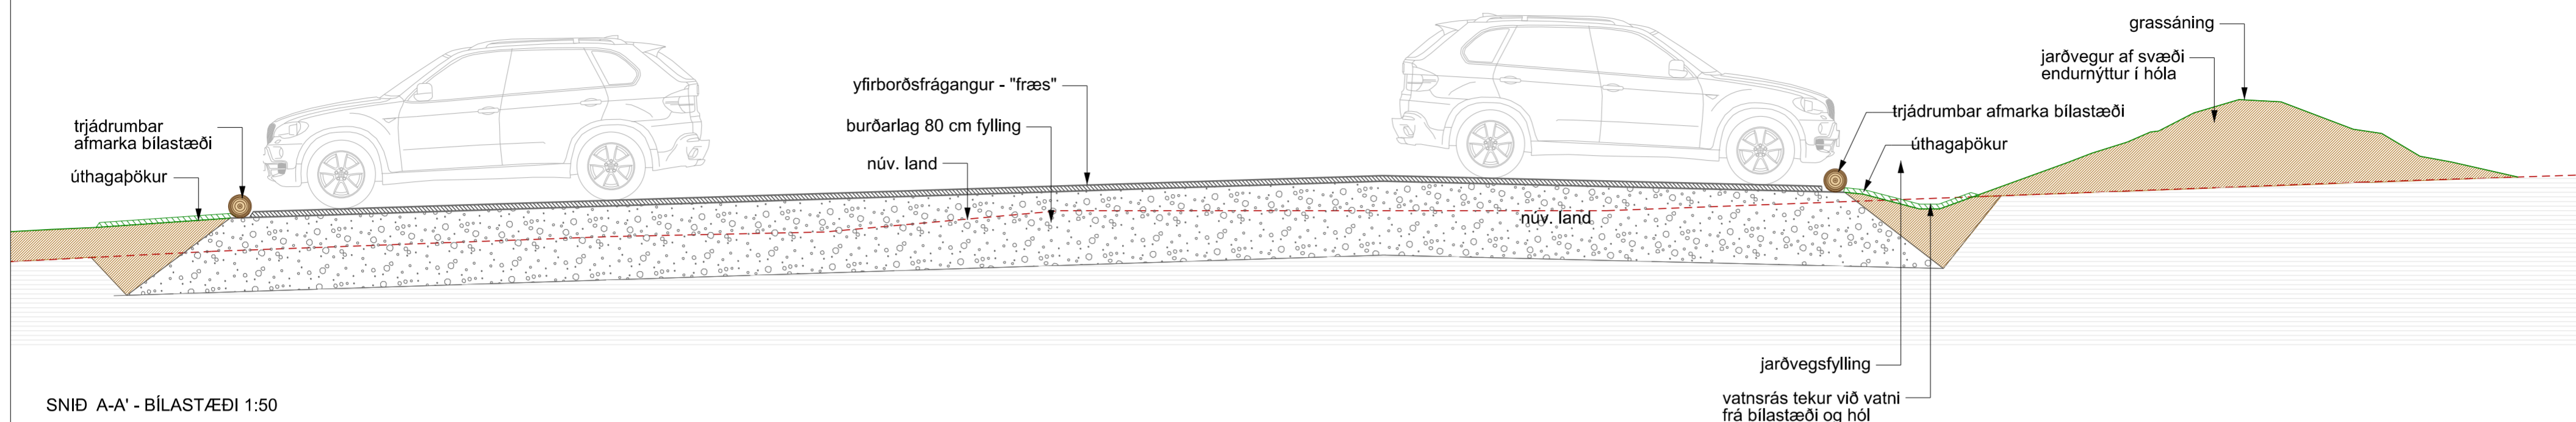 grassáning
jarðvegur af svæði
endurnýttur í hóla
yfirborðsfrágangur - "fræs"
trjádrumbar afmarka bílastæði
trjádrumbar
afmarka bílastæði
burðarlag 80 cm fylling
úthagaþökur
núv. land
úthagaþökur
núv. land
jarðvegsfylling
vatnsrás tekur við vatni
frá bílastæði og hól
SNIÐ A-A' - BÍLASTÆÐI 1:50